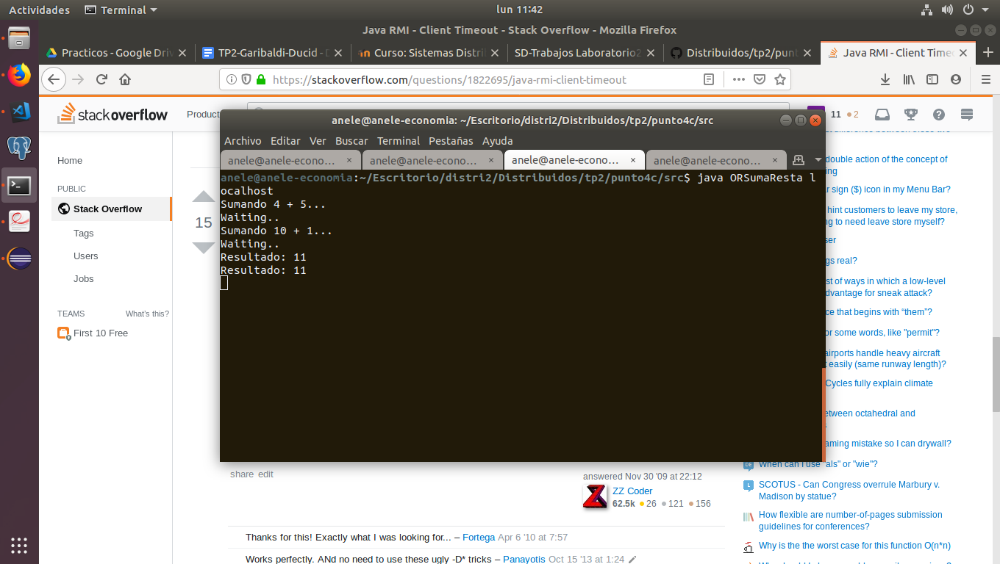 Actividades
Terminal
lun 11:42
Java RMI - Client Timeout - Stack Overflow - Mozilla Firefox
Practicos - Google Driv
TP2-Garibaldi-Ducid - D
Curso: Sistemas Distril
SD-Trabajos Laboratorio2
Distribuidos/tp2/punt
Java RMI - Client Time
https://stackoverflow.com/questions/1822695/java-rmi-client-timeout
stackoverflow
Product
11
2
Home
PUBLIC
Stack Overflow
Tags
Users
Jobs
TEAMS
What's this?
First 10 Free
15
anele@anele-economia: ~/Escritorio/distri2/Distribuidos/tp2/punto4c/src
Archivo Editar Ver Buscar Terminal Pestañas Ayuda
anele@anele-econo...
anele@anele-econo...
anele@anele-econo...
anele@anele-econo...
anele@anele-economia:~/Escritorio/distri2/Distribuidos/tp2/punto4c/src$ java ORSumaResta l
ocalhost
Sumando 4 + 5...
Waiting..
Sumando 10 + 1...
Waiting..
Resultado: 11
Resultado: 11
double action of the concept of
ing
r sign ($) icon in my Menu Bar?
hint customers to leave my store,
g to need leave store myself?
ser
gs real?
st of ways in which a low-level
dvantage for sneak attack?
ce that begins with “them”?
or some words, like "permit"?
airports handle heavy aircraft
t easily (same runway length)?
Cycles fully explain climate
etween octahedral and
aming mistake so I can drywall?
When can I use "als" or "wie"?
SCOTUS - Can Congress overrule Marbury v.
Madison by statue?
How flexible are number-of-pages submission
guidelines for conferences?
Why is the the worst case for this function O(n*n)
share edit
answered Nov 30 '09 at 22:12
ZZ Coder
62.5k 26 121 156
Thanks for this! Exactly what I was looking for... – Fortega Apr 6 '10 at 7:57
Works perfectly. ANd no need to use these ugly -D* tricks – Panayotis Oct 15 '13 at 1:24